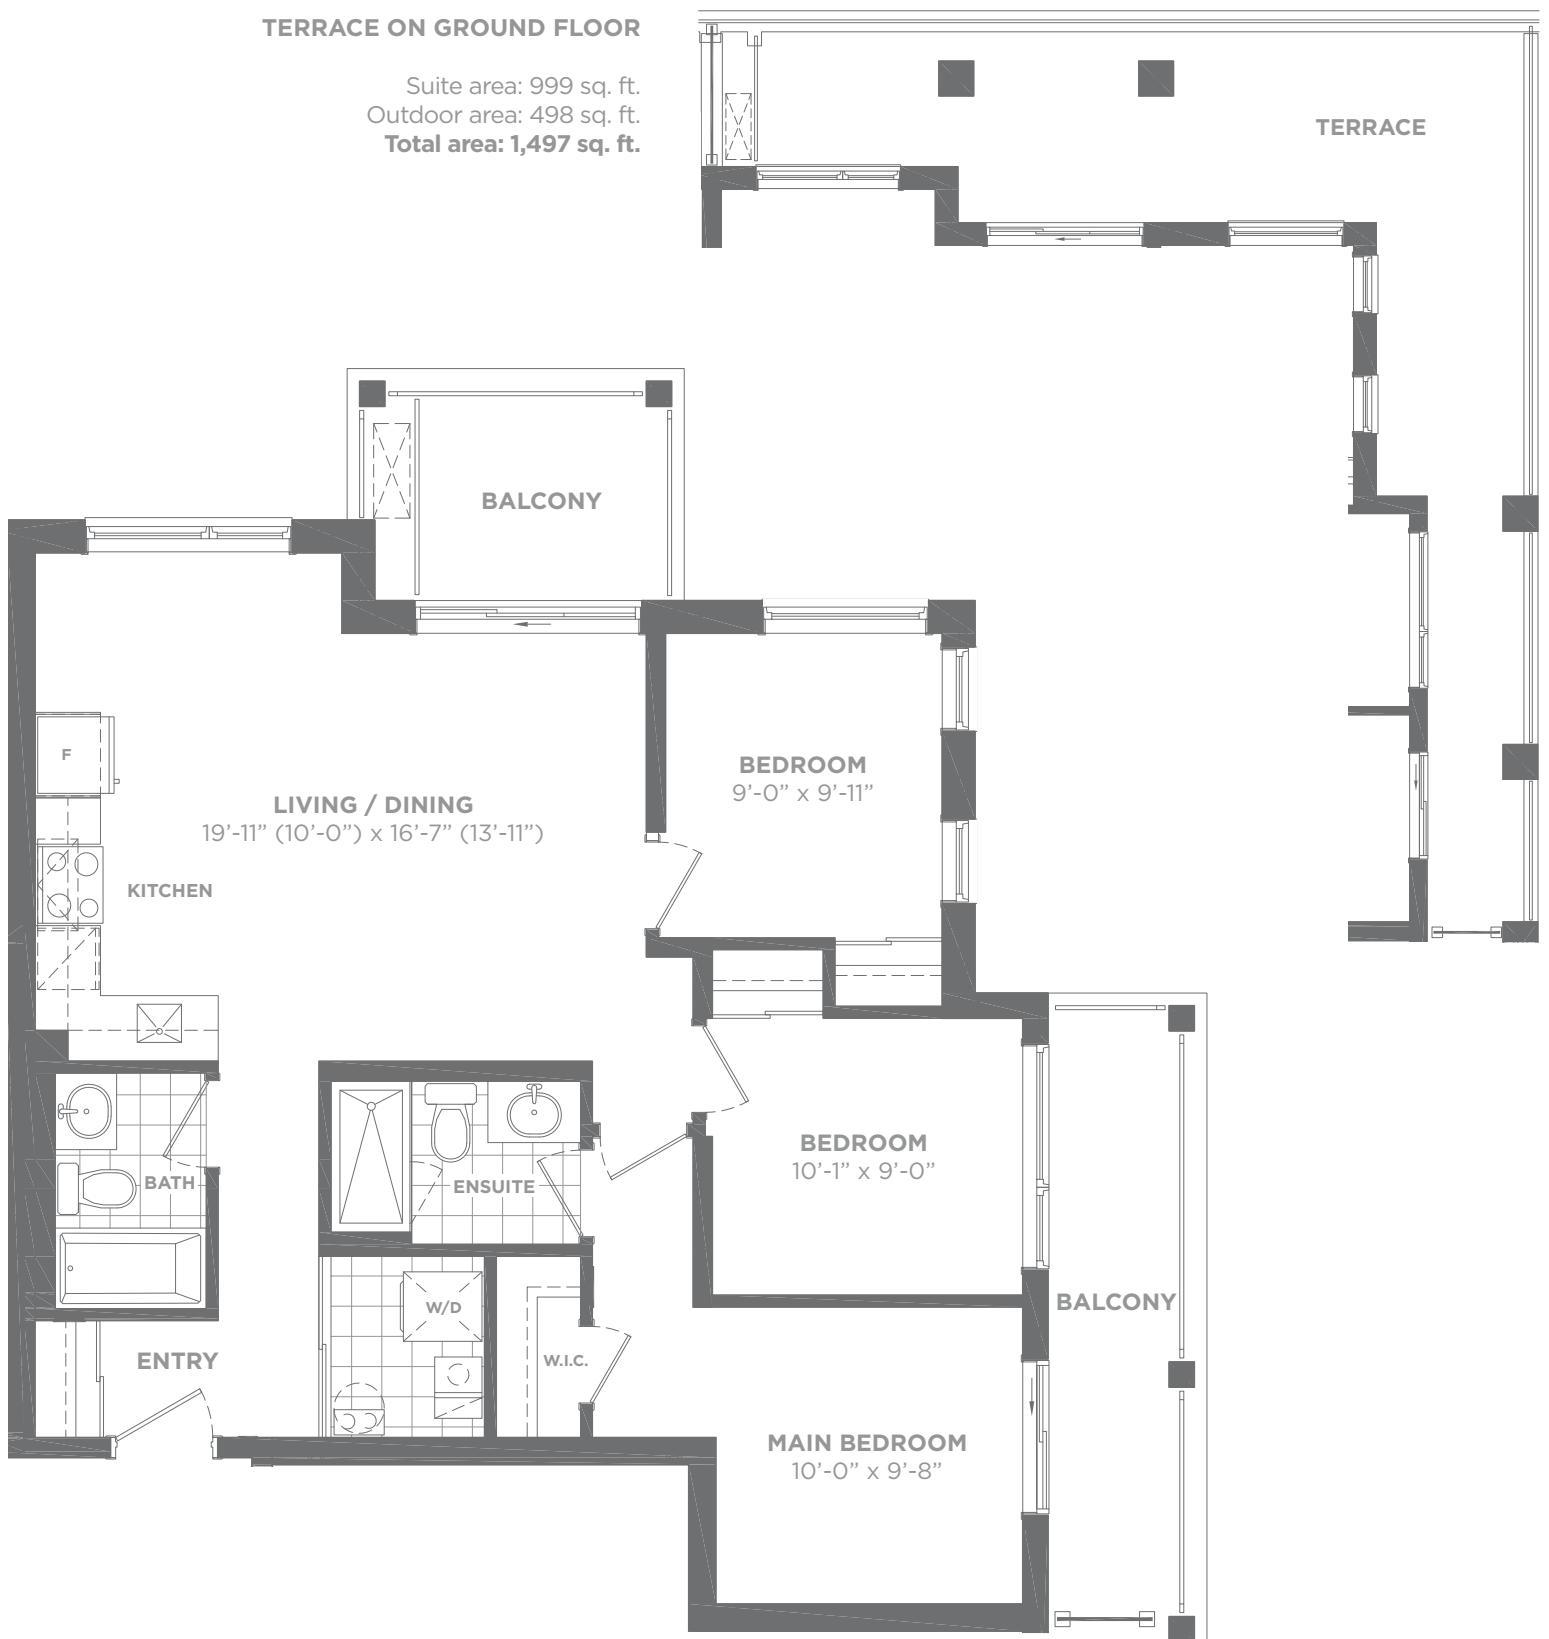 TERRACE ON GROUND FLOOR
Suite area: 999 sq. ft.
Outdoor area: 498 sq. ft.
Total area: 1,497 sq. ft.
TERRACE
BALCONY
F
BEDROOM
9’-0” x 9’-11”
LIVING / DINING
19’-11” (10’-0”) x 16’-7” (13’-11”)
KITCHEN
BEDROOM
10’-1” x 9’-0”
BATH
ENSUITE
BALCONY
W/D
ENTRY
W.I.C.
MAIN BEDROOM
10’-0” x 9’-8”